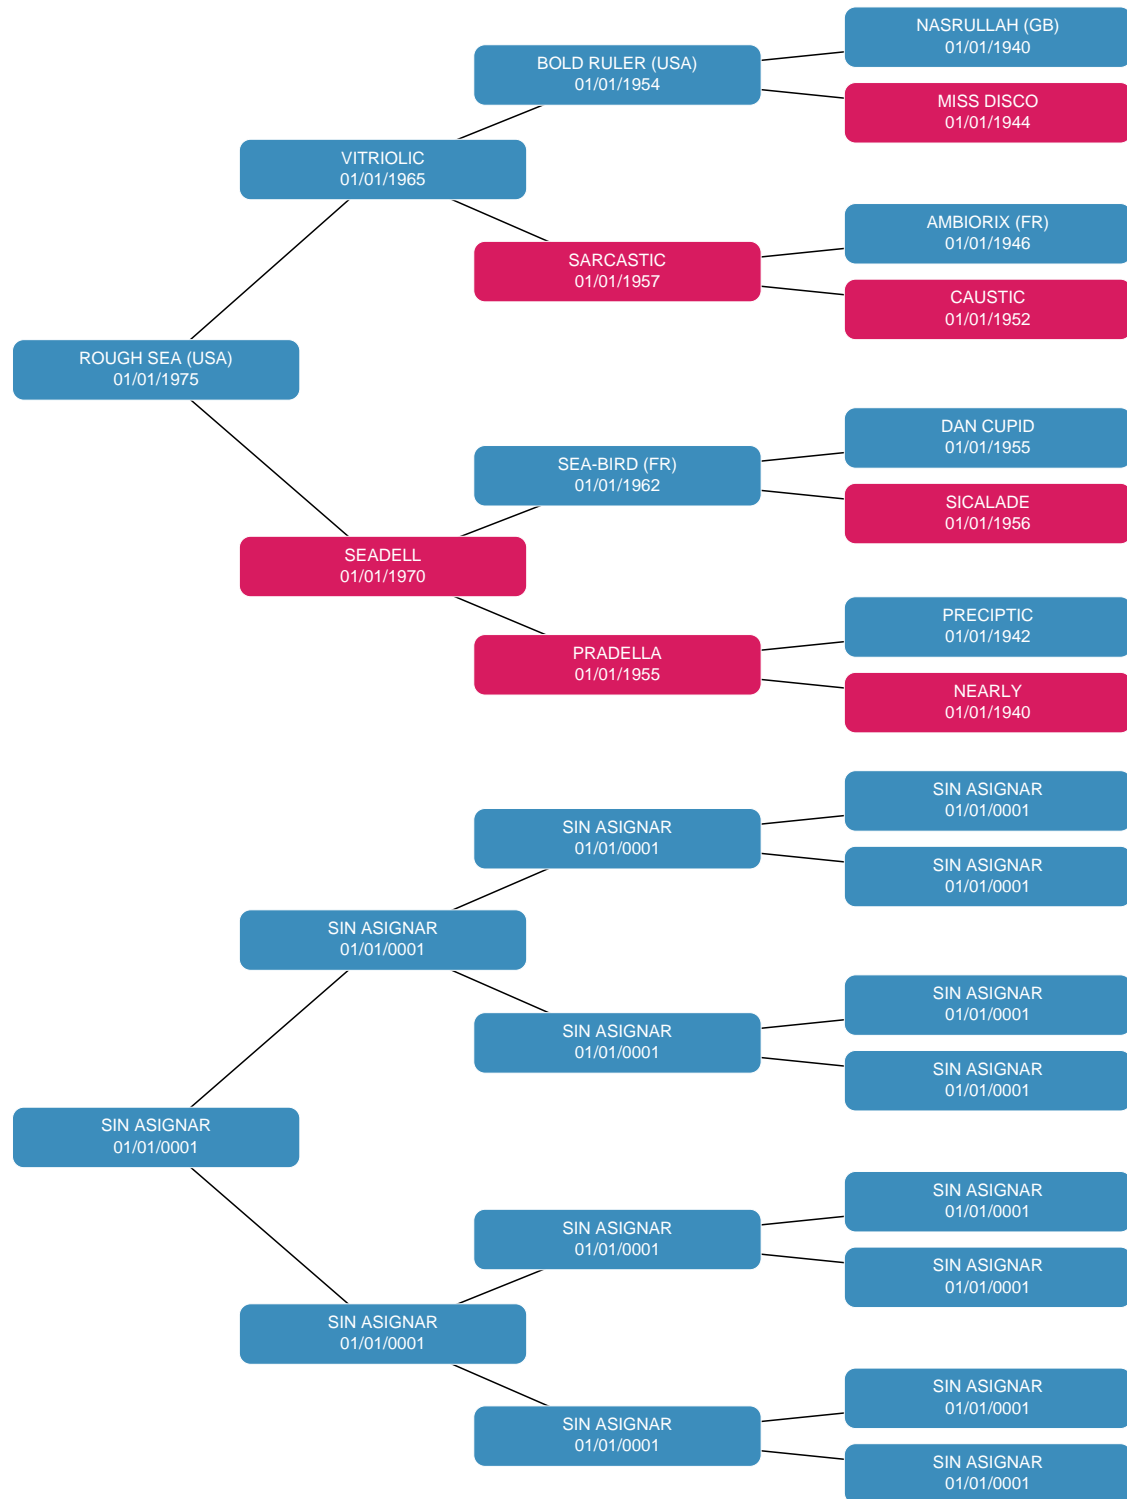 NASRULLAH (GB)
01/01/1940
BOLD RULER (USA)
01/01/1954
MISS DISCO
01/01/1944
VITRIOLIC
01/01/1965
AMBIORIX (FR)
01/01/1946
SARCASTIC
01/01/1957
CAUSTIC
01/01/1952
ROUGH SEA (USA)
01/01/1975
DAN CUPID
01/01/1955
SEA-BIRD (FR)
01/01/1962
SICALADE
01/01/1956
SEADELL
01/01/1970
PRECIPTIC
01/01/1942
PRADELLA
01/01/1955
NEARLY
01/01/1940
SIN ASIGNAR
01/01/0001
SIN ASIGNAR
01/01/0001
SIN ASIGNAR
01/01/0001
SIN ASIGNAR
01/01/0001
SIN ASIGNAR
01/01/0001
SIN ASIGNAR
01/01/0001
SIN ASIGNAR
01/01/0001
SIN ASIGNAR
01/01/0001
SIN ASIGNAR
01/01/0001
SIN ASIGNAR
01/01/0001
SIN ASIGNAR
01/01/0001
SIN ASIGNAR
01/01/0001
SIN ASIGNAR
01/01/0001
SIN ASIGNAR
01/01/0001
SIN ASIGNAR
01/01/0001